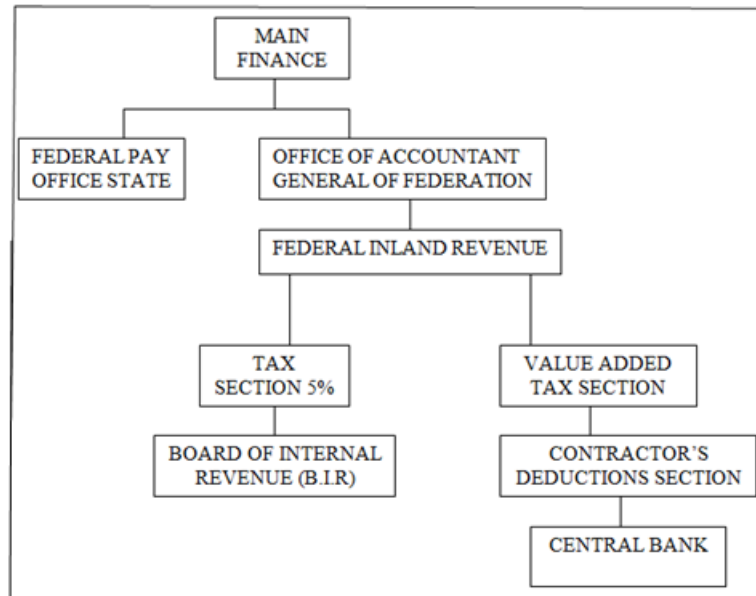 MAIN
FINANCE
FEDERAL PAY
OFFICE STATE
OFFICE OF ACCOUNTANT
GENERAL OF FEDERATION
FEDERAL INLAND REVENUE
TAX
SECTION 5%
VALUE ADDED
TAX SECTION
BOARD OF INTERNAL
REVENUE (B.I.R)
CONTRACTOR’S
DEDUCTIONS SECTION
CENTRAL BANK